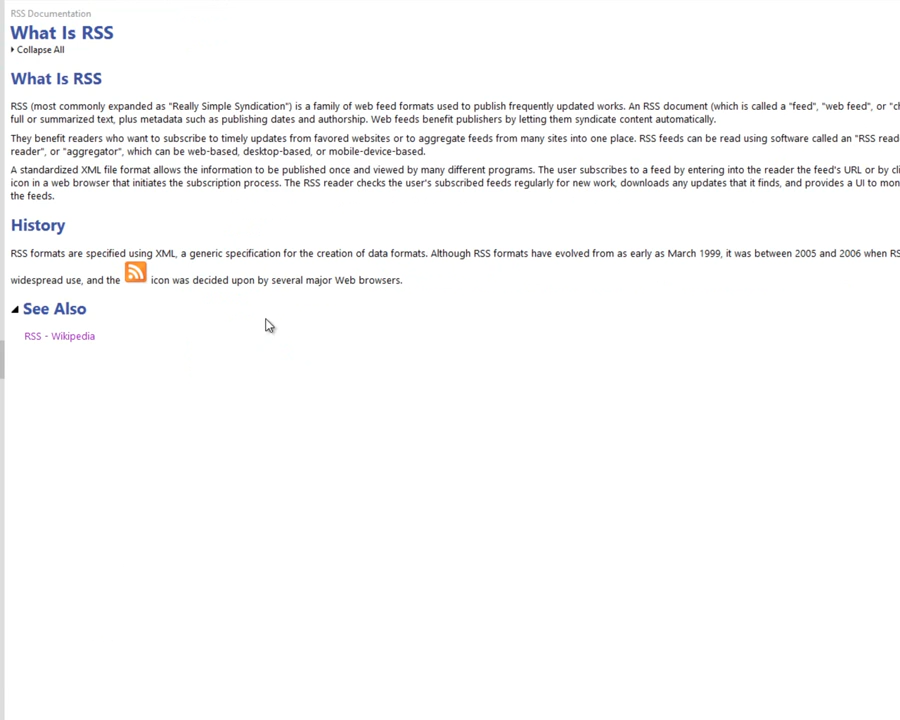 RSS Documentation
What Is RSS
Collapse All
What Is RSS
RSS (most commonly expanded as "Really Simple Syndication") is a family of web feed formats used to publish frequently updated works. An RSS document (which is called a "feed", "web feed", or
full or summarized text, plus metadata such as publishing dates and authorship. Web feeds benefit publishers by letting them syndicate content automatically.
They benefit readers who want to subscribe to timely updates from favored websites or to aggregate feeds from many sites into one place. RSS feeds can be read using software called an "RSS
reader", or "aggregator", which can be web-based, desktop-based, or mobile-device-based.
A standardized XML file format allows the information to be published once and viewed by many different programs. The user subscribes to a feed by entering into the reader the feed's URL or by
icon in a web browser that initiates the subscription process. The RSS reader checks the user's subscribed feeds regularly for new work, downloads any updates that it finds, and provides a UI to
the feeds.
History
RSS formats are specified using XML, a generic specification for the creation of data formats. Although RSS formats have evolved from as early as March 1999, it was between 2005 and 2006 when
widespread use, and the icon was decided upon by several major Web browsers.
See Also
RSS - Wikipedia